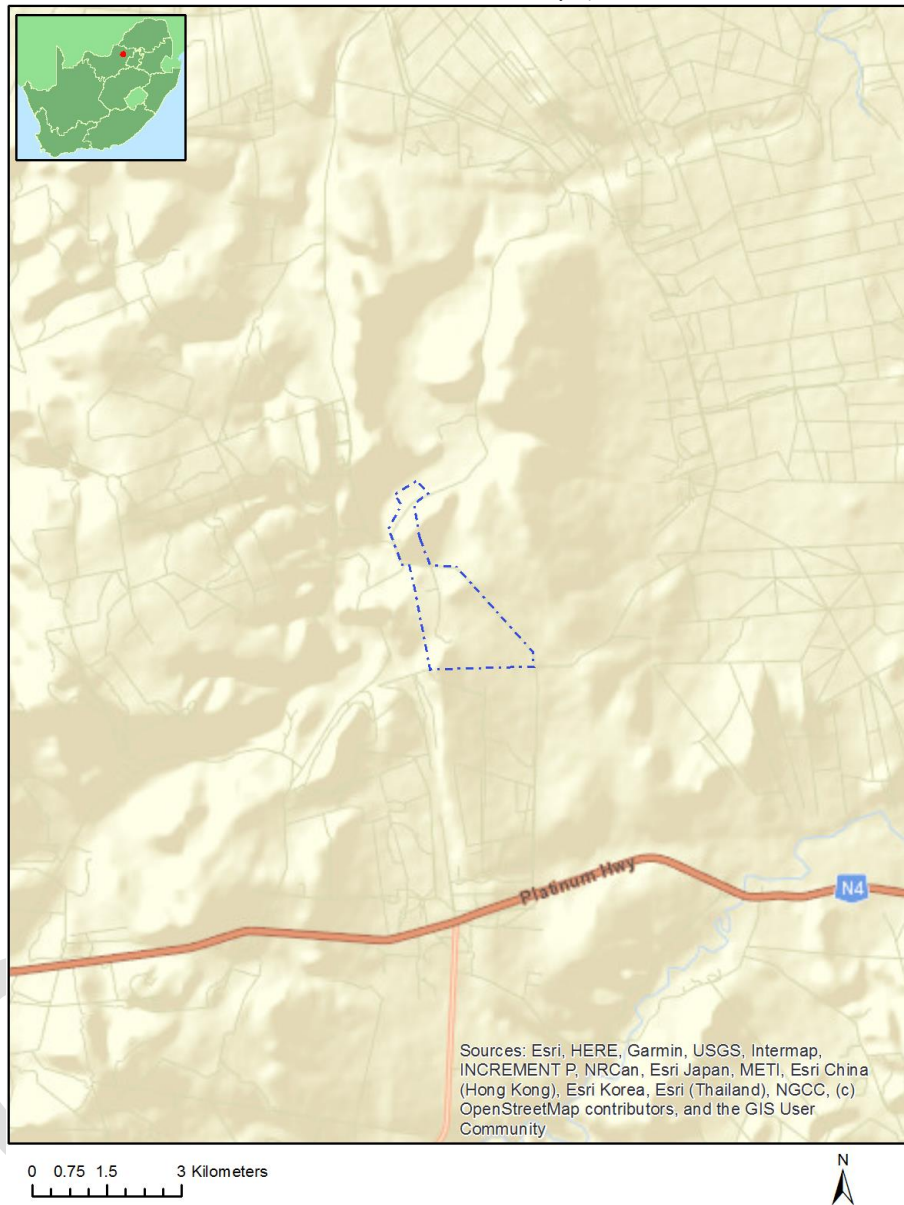 Platinum Hwy
N4
Sources: Esri, HERE, Garmin, USGS, Intermap,
INCREMENT P, NRCan, Esri Japan, METI, Esri China
(Hong Kong), Esri Korea, Esri (Thailand), NGCC, (c)
OpenStreetMap contributors, and the GIS User
Community
0 0.75 1.5 3 Kilometers
N